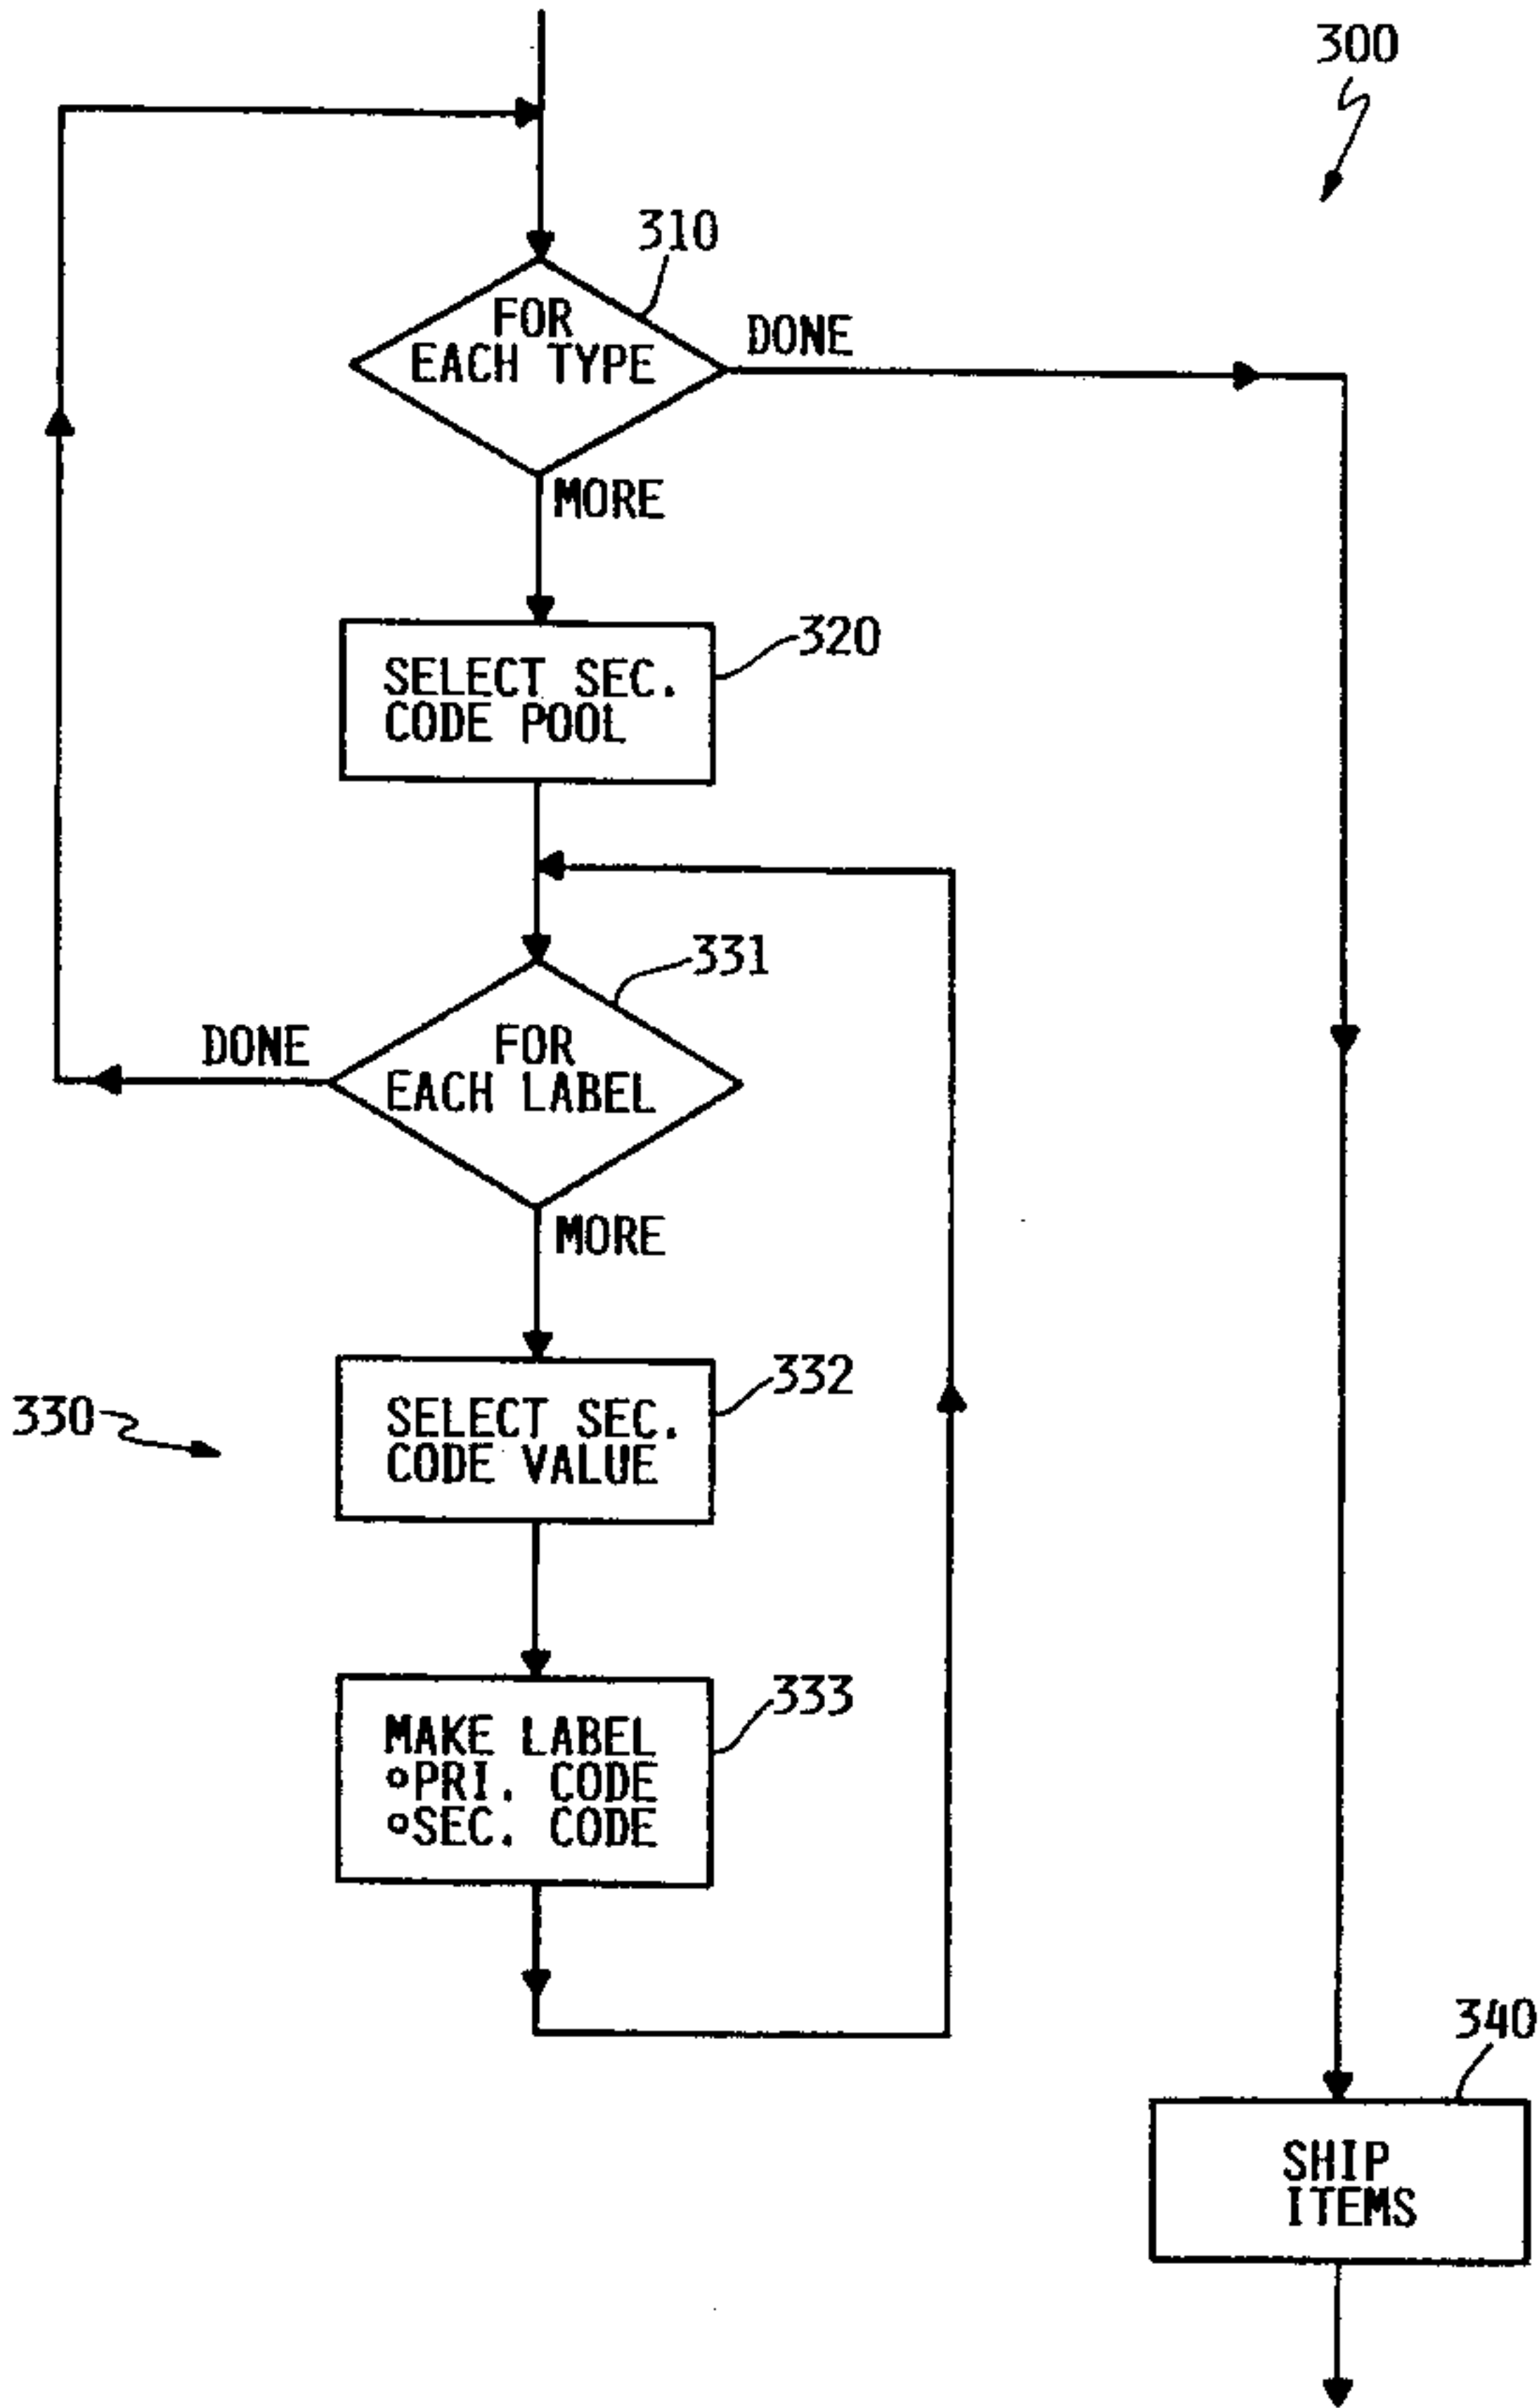 300
310
FOR
EACH TYPE
DONE
MORE
320
SELECT SEC.
CODE POOL
331
FOR
EACH LABEL
DONE
MORE
330
332
SELECT SEC.
CODE VALUE
333
MAKE LABEL
∘PRI. CODE
∘SEC. CODE
340
SHIP
ITEMS